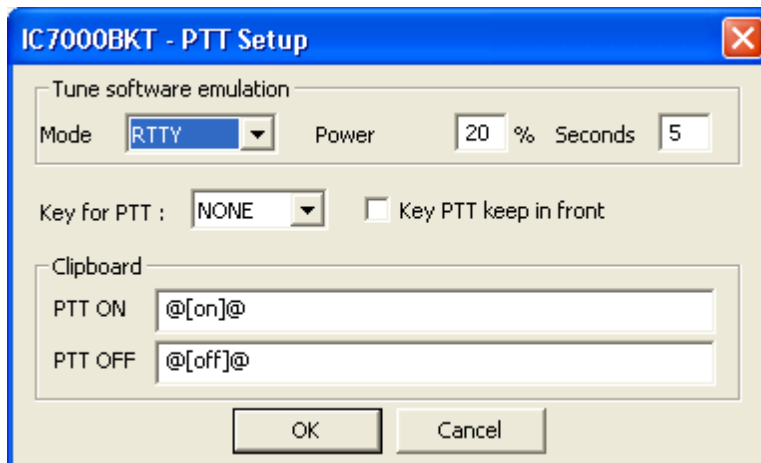 IC7000BKT - PTT Setup
Tune software emulation
Mode RTTY Power 20 % Seconds 5
Key for PTT : NONE Key PTT keep in front
Clipboard
PTT ON @[on]@
PTT OFF @[off]@
OK Cancel